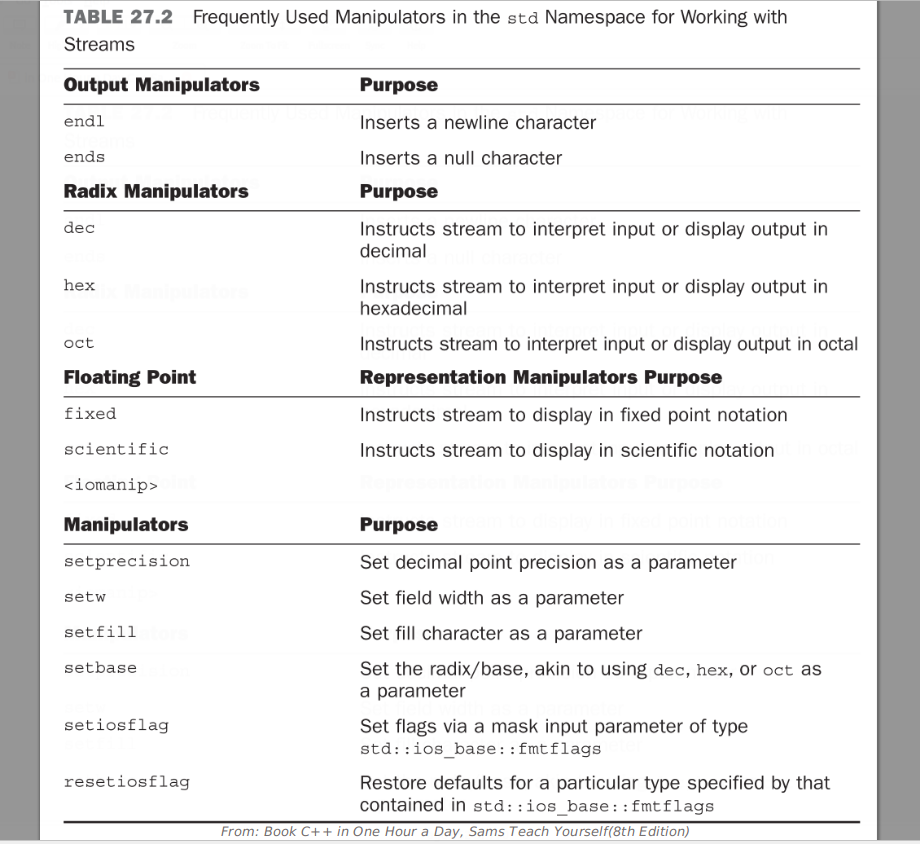 TABLE 27.2 Frequently Used Manipulators in the std Namespace for Working with
Streams
Output Manipulators Purpose
endl Inserts a newline character
ends Inserts a null character
Radix Manipulators Purpose
dec Instructs stream to interpret input or display output in
decimal
hex Instructs stream to interpret input or display output in
hexadecimal
oct Instructs stream to interpret input or display output in octal
Floating Point Representation Manipulators Purpose
fixed Instructs stream to display in fixed point notation
scientific Instructs stream to display in scientific notation
<iomanip>
Manipulators Purpose
setprecision Set decimal point precision as a parameter
setw Set field width as a parameter
setfill Set fill character as a parameter
setbase Set the radix/base, akin to using dec, hex, or oct as
a parameter
setiosflag Set flags via a mask input parameter of type
std::ios_base::fmtflags
resetiosflag Restore defaults for a particular type specified by that
contained in std::ios_base::fmtflags
From: Book C++ in One Hour a Day, Sams Teach Yourself(8th Edition)